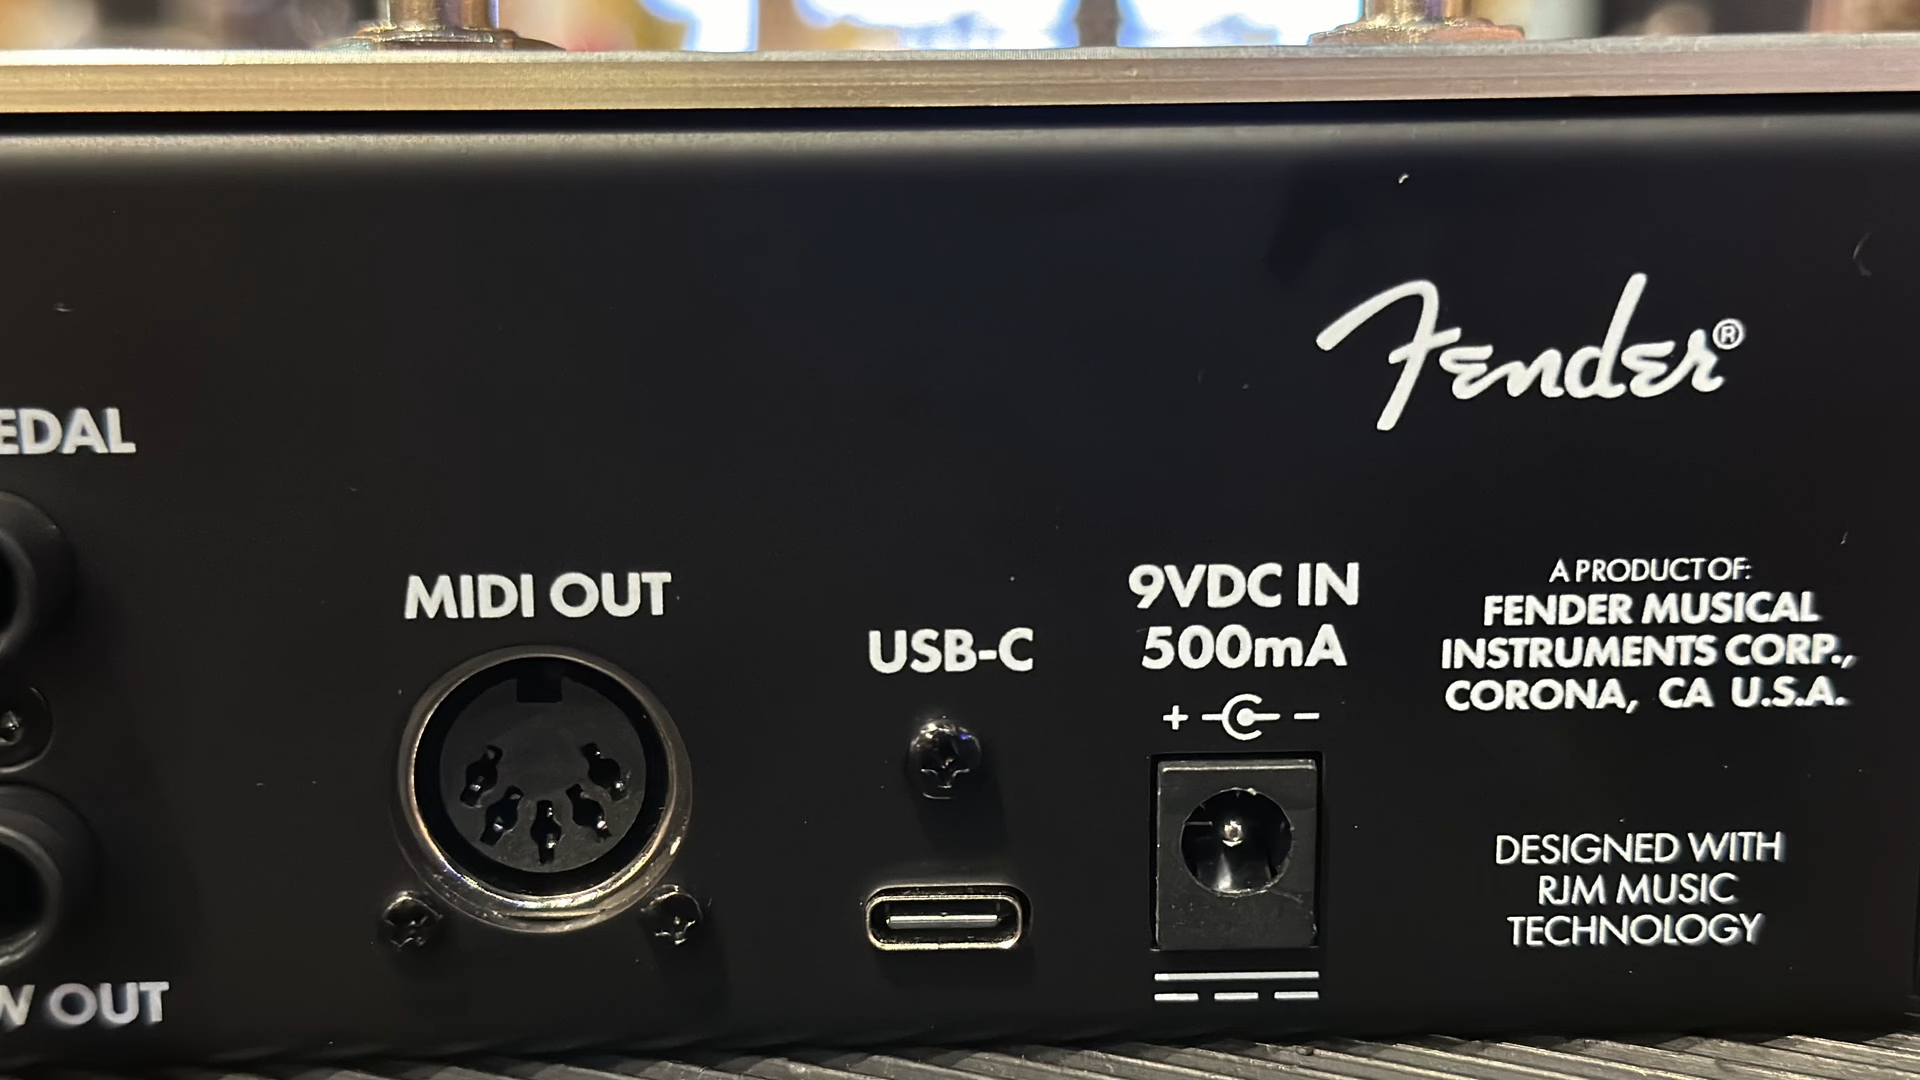 EDAL
W OUT
MIDI OUT
USB-C
9VDC IN
500mA
+ -
Fender®
A PRODUCT OF:
FENDER MUSICAL
INSTRUMENTS CORP.,
CORONA, CA U.S.A.
DESIGNED WITH
RJM MUSIC
TECHNOLOGY